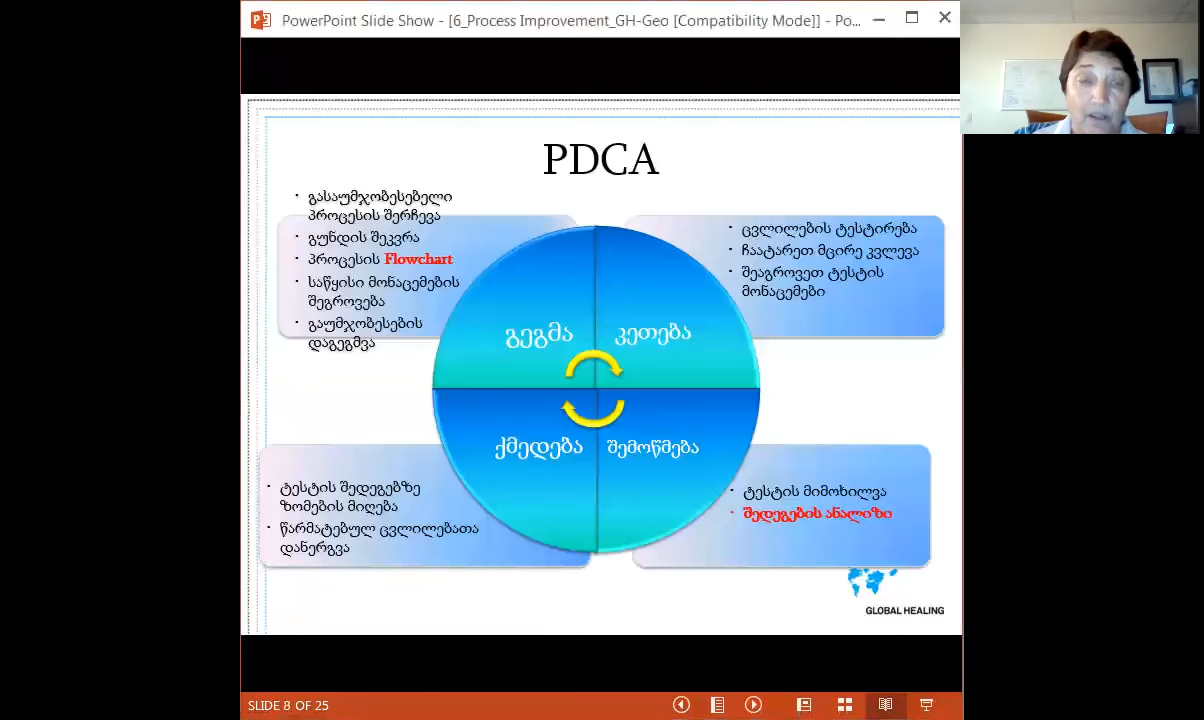 PowerPoint Slide Show - [6_Process Improvement_GH-Geo [Compatibility Mode]] - Po...
PDCA
· გასაუმჯობესებელი
პროცესის შერჩევა
· გუნდის შეკვრა
· პროცესის Flowchart
· საწყისი მონაცემების
შეგროვება
· გაუმჯობესების
დაგეგმვა
· ცვლილების ტესტირება
· ჩაატარეთ მცირე კვლევა
· შეაგროვეთ ტესტის
მონაცემები
გეგმა
კეთება
ქმედება
შემოწმება
· ტესტის შედეგებზე
ზომების მიღება
· წარმატებულ ცვლილებათა
დანერგვა
· ტესტის მიმოხილვა
· შედეგების ანალიზი
GLOBAL HEALING
SLIDE 8 OF 25